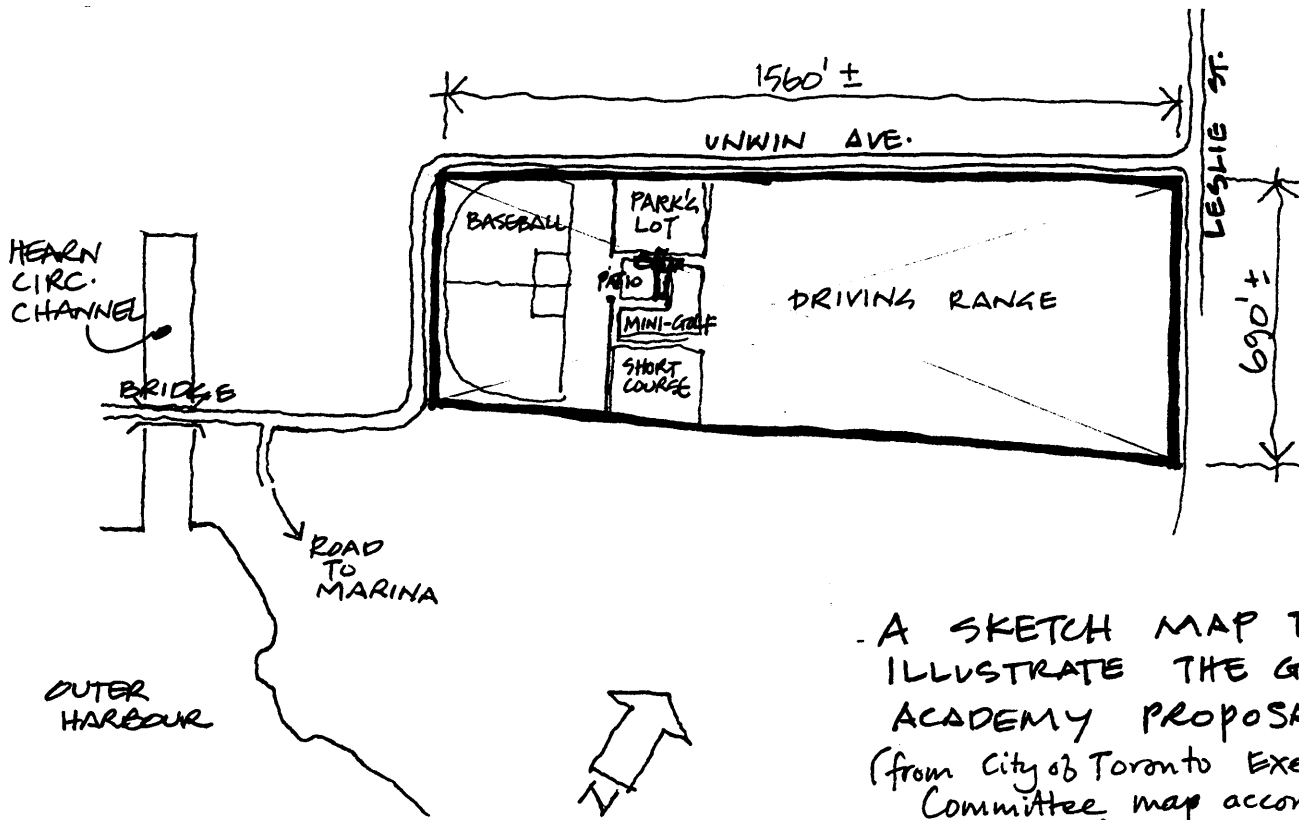 1560' ±
UNWIN AVE.
LESLIE ST.
BASEBALL
PARK'G
LOT
PATIO
MINI-GOLF
SHORT
COURSE
DRIVING RANGE
690' ±
HEARN
CIRC.
CHANNEL
BRIDGE
ROAD
TO
MARINA
OUTER
HARBOUR
N
A SKETCH MAP T
ILLUSTRATE THE G
ACADEMY PROPOSA
(from City of Toronto Exe
Committee map accom